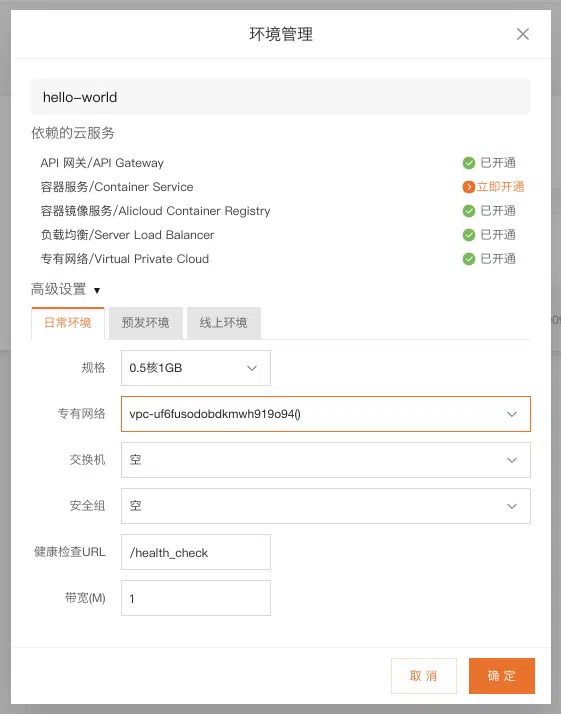 环境管理
hello-world
依赖的云服务
API 网关/API Gateway 已开通
容器服务/Container Service 立即开通
容器镜像服务/Alicloud Container Registry 已开通
负载均衡/Server Load Balancer 已开通
专有网络/Virtual Private Cloud 已开通
高级设置
日常环境 预发环境 线上环境
规格 0.5核1GB
专有网络 vpc-uf6fusodobdkmwh919o94()
交换机 空
安全组 空
健康检查URL /health_check
带宽(M) 1
取 消 确 定